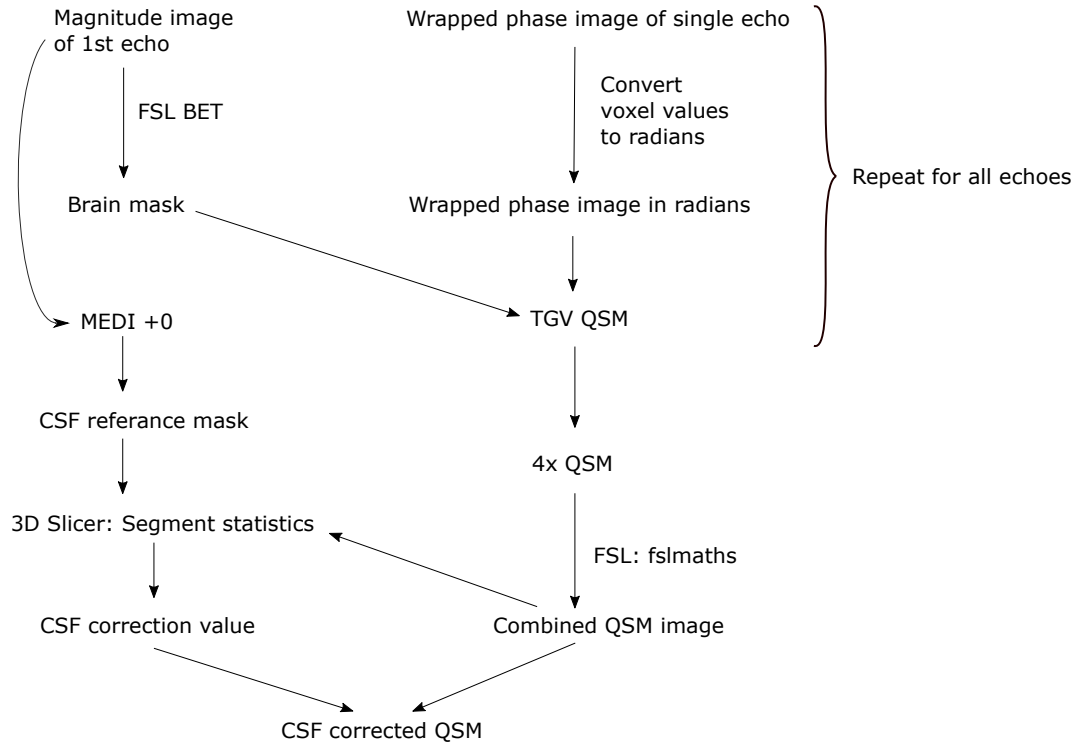 Magnitude image
of 1st echo
Wrapped phase image of single echo
FSL BET
Convert
voxel values
to radians
Repeat for all echoes
Brain mask
Wrapped phase image in radians
MEDI +0
TGV QSM
CSF referance mask
4x QSM
3D Slicer: Segment statistics
FSL: fslmaths
CSF correction value
Combined QSM image
CSF corrected QSM